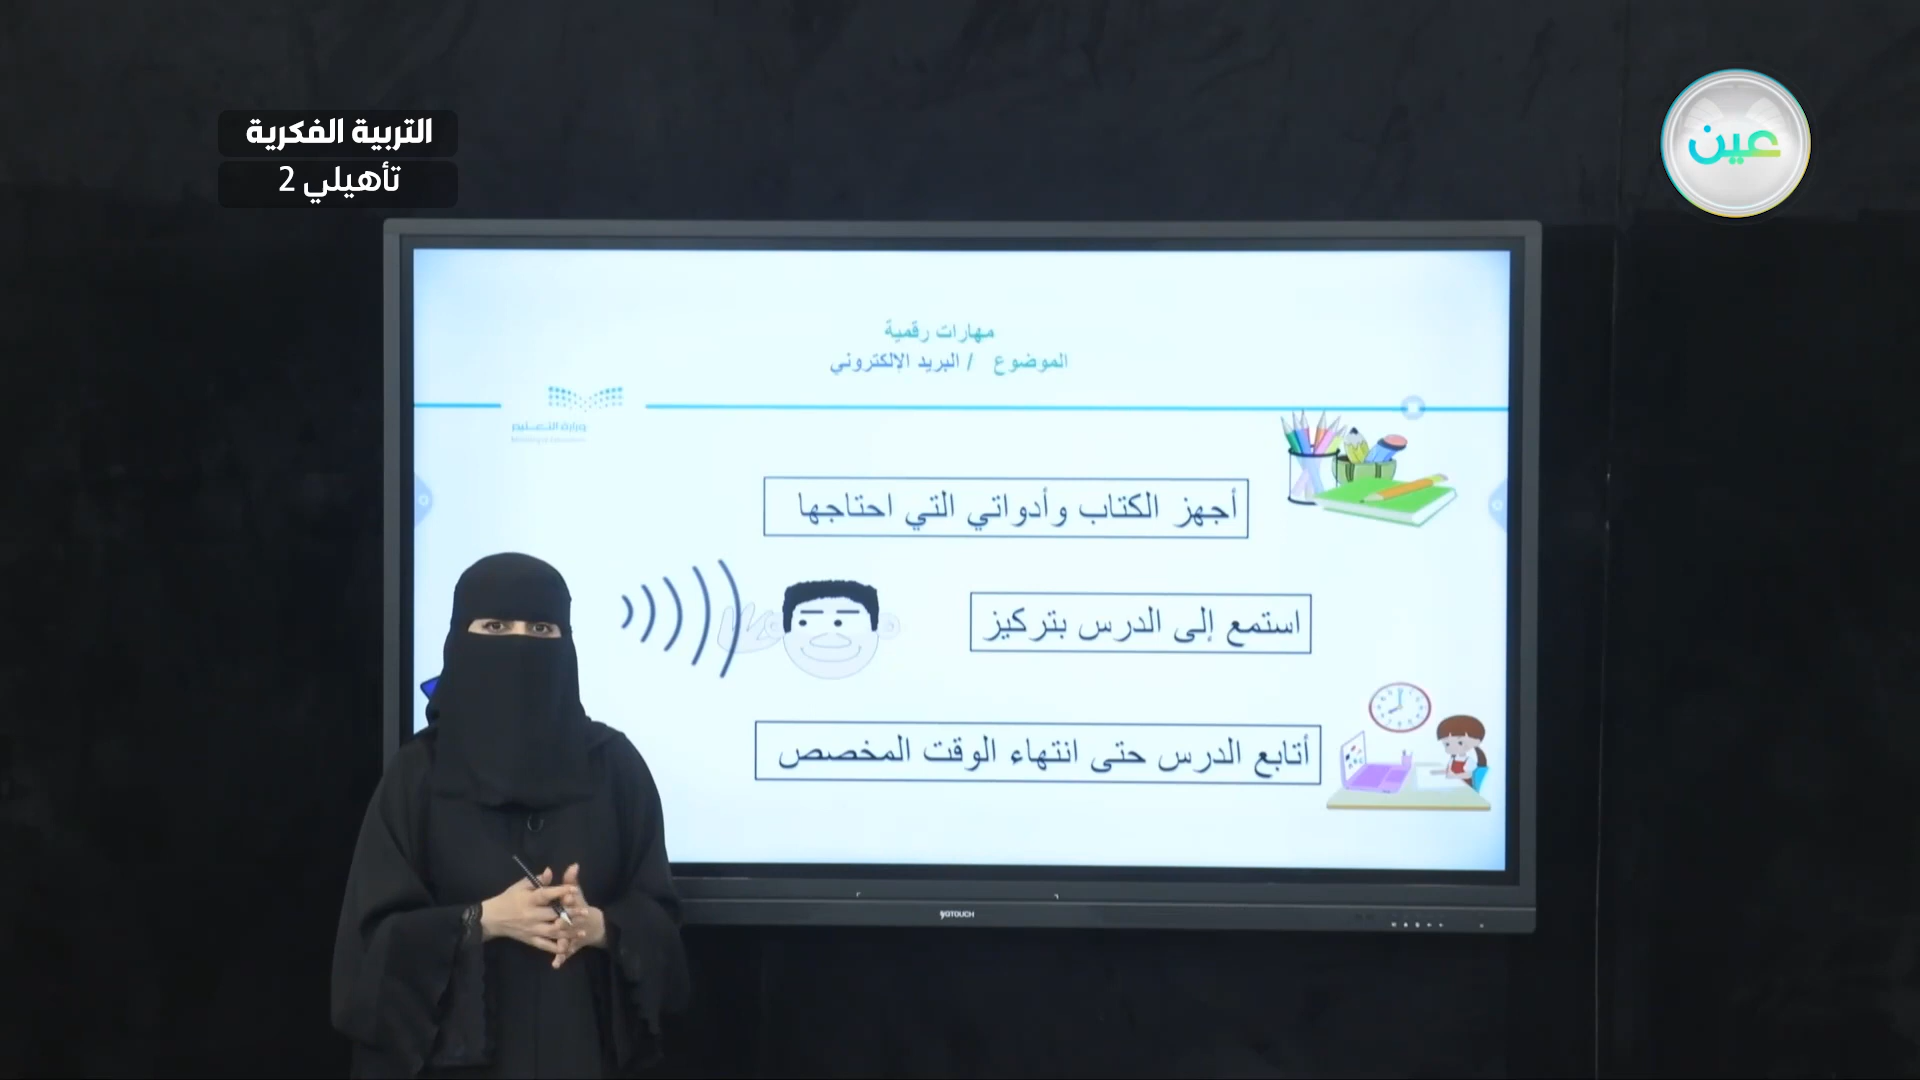 التربية الفكرية
تأهيلي 2
عين
مهارات رقمية
الموضوع / البريد الإلكتروني
وزارة التعليم
أجهز الكتاب وأدواتي التي احتاجها
استمع إلى الدرس بتركيز
أتابع الدرس حتى انتهاء الوقت المخصص